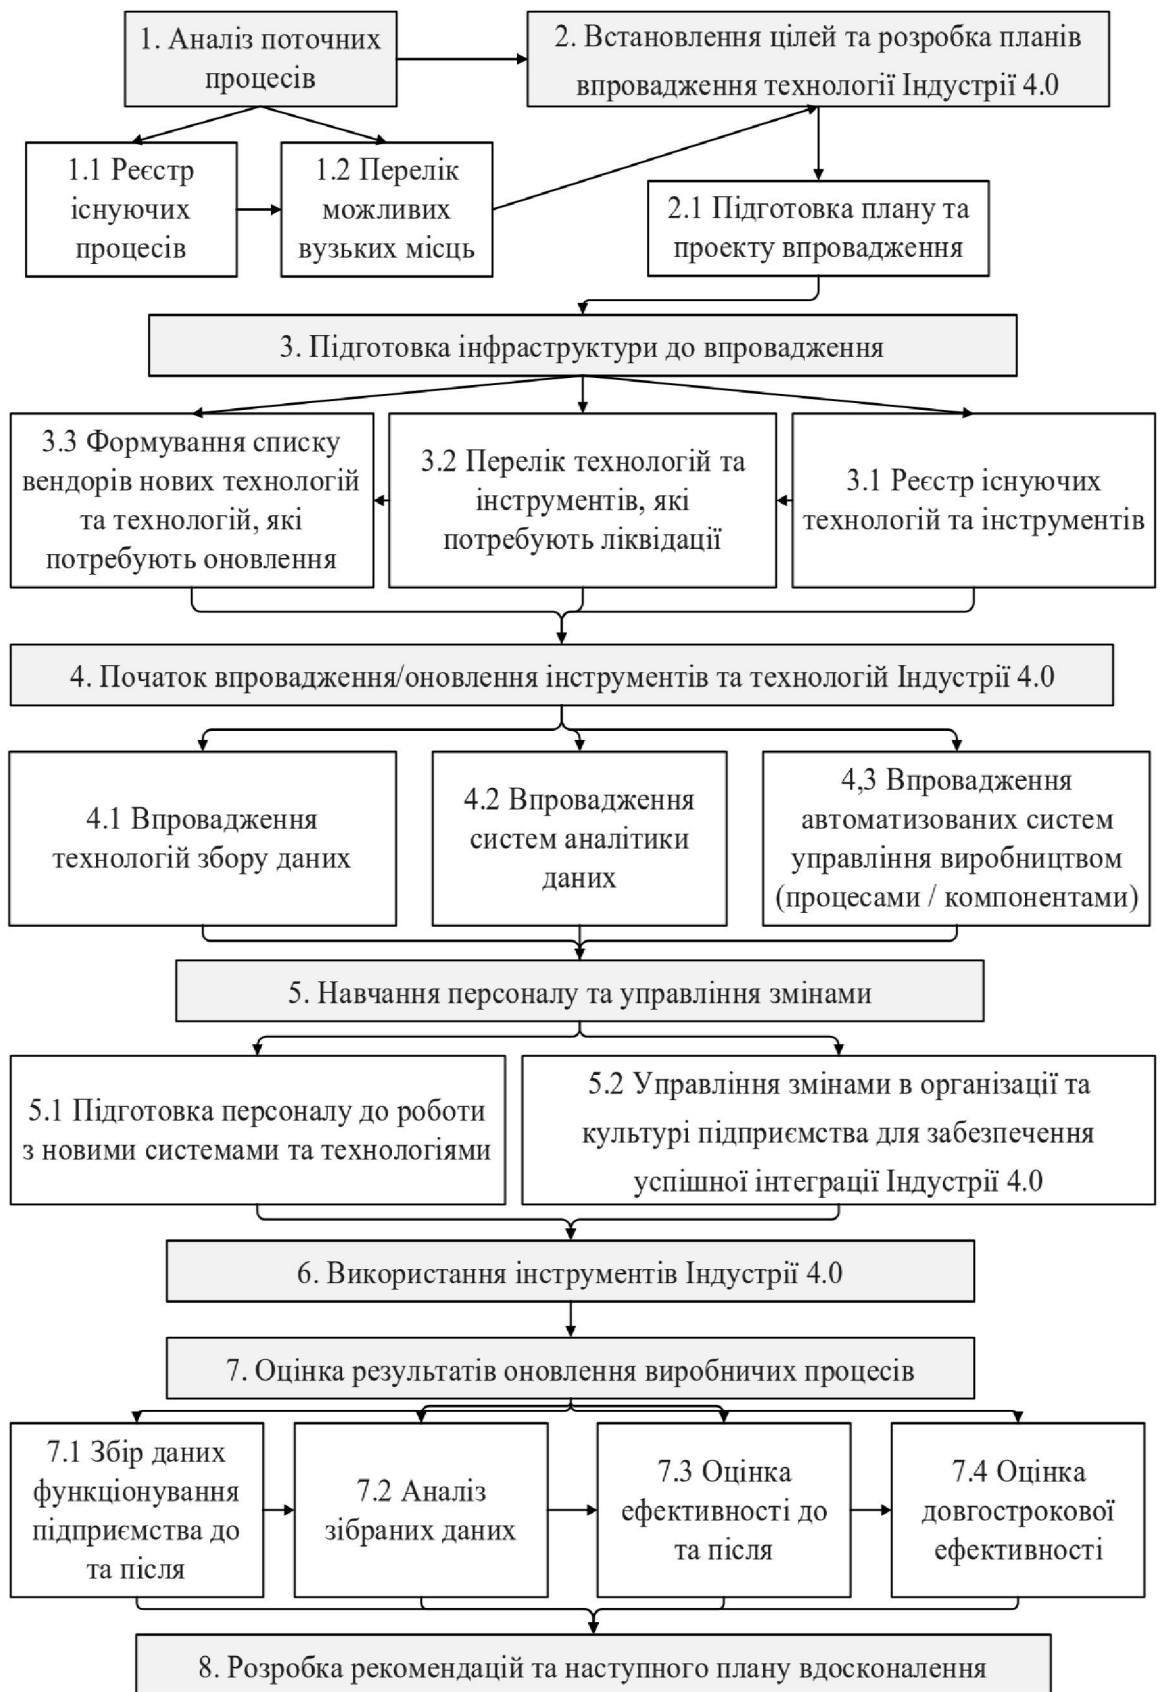 1. Аналіз поточних
процесів
2. Встановлення цілей та розробка планів
впровадження технології Індустрії 4.0
1.1 Реєстр
існуючих
процесів
1.2 Перелік
можливих
вузьких місць
2.1 Підготовка плану та
проекту впровадження
3. Підготовка інфраструктури до впровадження
3.3 Формування списку
вендорів нових технологій
та технологій, які
потребують оновлення
3.2 Перелік технологій та
інструментів, які
потребують ліквідації
3.1 Реєстр існуючих
технологій та інструментів
4. Початок впровадження/оновлення інструментів та технологій Індустрії 4.0
4.1 Впровадження
технологій збору даних
4.2 Впровадження
систем аналітики
даних
4,3 Впровадження
автоматизованих систем
управління виробництвом
(процесами / компонентами)
5. Навчання персоналу та управління змінами
5.1 Підготовка персоналу до роботи
з новими системами та технологіями
5.2 Управління змінами в організації та
культурі підприємства для забезпечення
успішної інтеграції Індустрії 4.0
6. Використання інструментів Індустрії 4.0
7. Оцінка результатів оновлення виробничих процесів
7.1 Збір даних
функціонування
підприємства до
та після
7.2 Аналіз
зібраних даних
7.3 Оцінка
ефективності до
та після
7.4 Оцінка
довгострокової
ефективності
8. Розробка рекомендацій та наступного плану вдосконалення